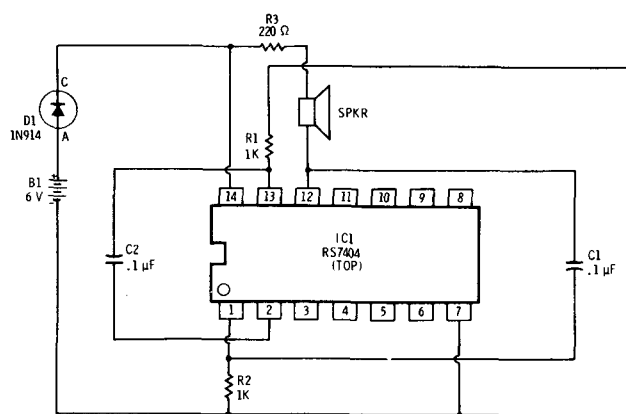 R3
220 Ω
C
D1
1N914
A
SPKR
R1
1K
B1
6 V
+
14 13 12 11 10 9 8
IC1
RS7404
(TOP)
C2
.1 µF
C1
.1 µF
1 2 3 4 5 6 7
R2
1K